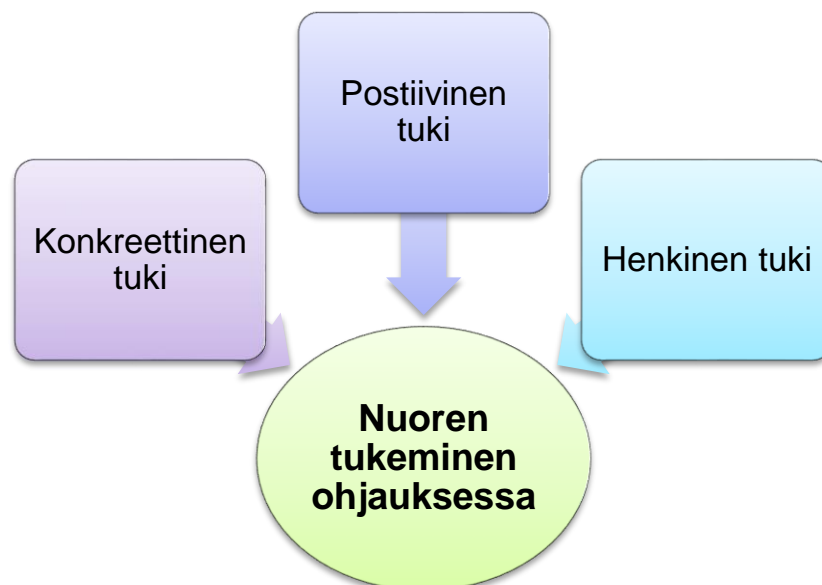 Postiivinen
tuki
Konkreettinen
tuki
Henkinen tuki
Nuoren
tukeminen
ohjauksessa